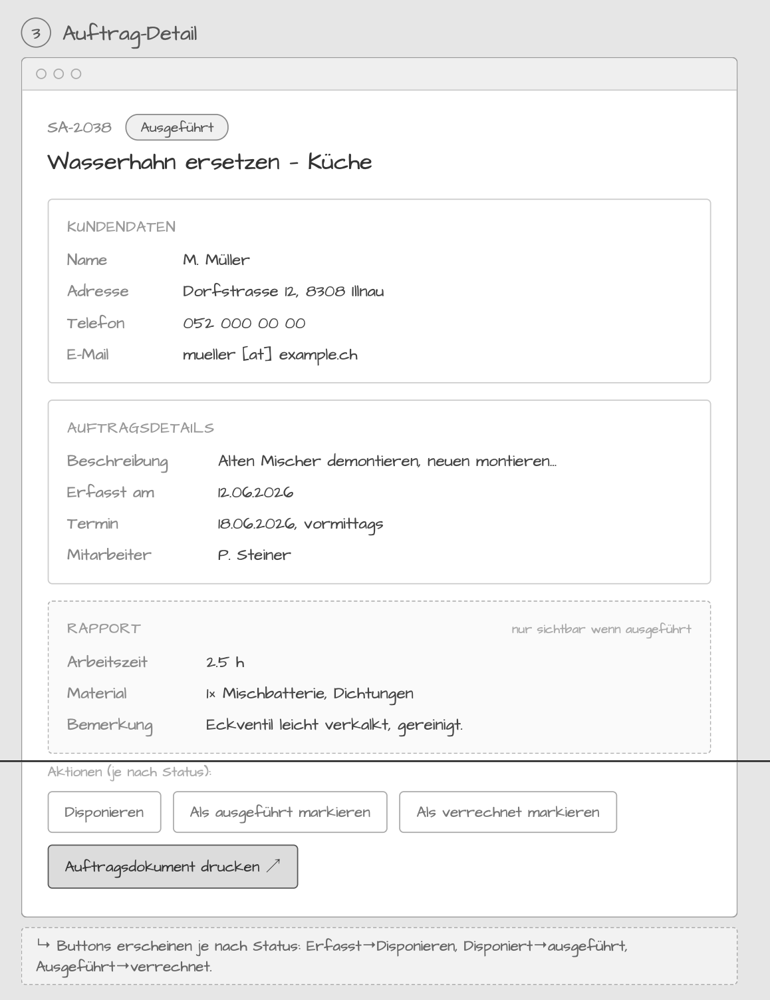 3 Auftrag-Detail
SA-2038 Ausgeführt
Wasserhahn ersetzen - Küche
KUNDENDATEN
Name M. Müller
Adresse Dorfstrasse 12, 8308 Illnau
Telefon 052 000 00 00
E-Mail mueller [at] example.ch
AUFTRAGSDETAILS
Beschreibung Alten Mischer demontieren, neuen montieren...
Erfasst am 12.06.2026
Termin 18.06.2026, vormittags
Mitarbeiter P. Steiner
RAPPORT nur sichtbar wenn ausgeführt
Arbeitszeit 2.5 h
Material 1× Mischbatterie, Dichtungen
Bemerkung Eckventil leicht verkalkt, gereinigt.
Aktionen (je nach Status):
Disponieren Als ausgeführt markieren Als verrechnet markieren
Auftragsdokument drucken ↗
↳ Buttons erscheinen je nach Status: Erfasst→Disponieren, Disponiert→ausgeführt,
Ausgeführt→verrechnet.